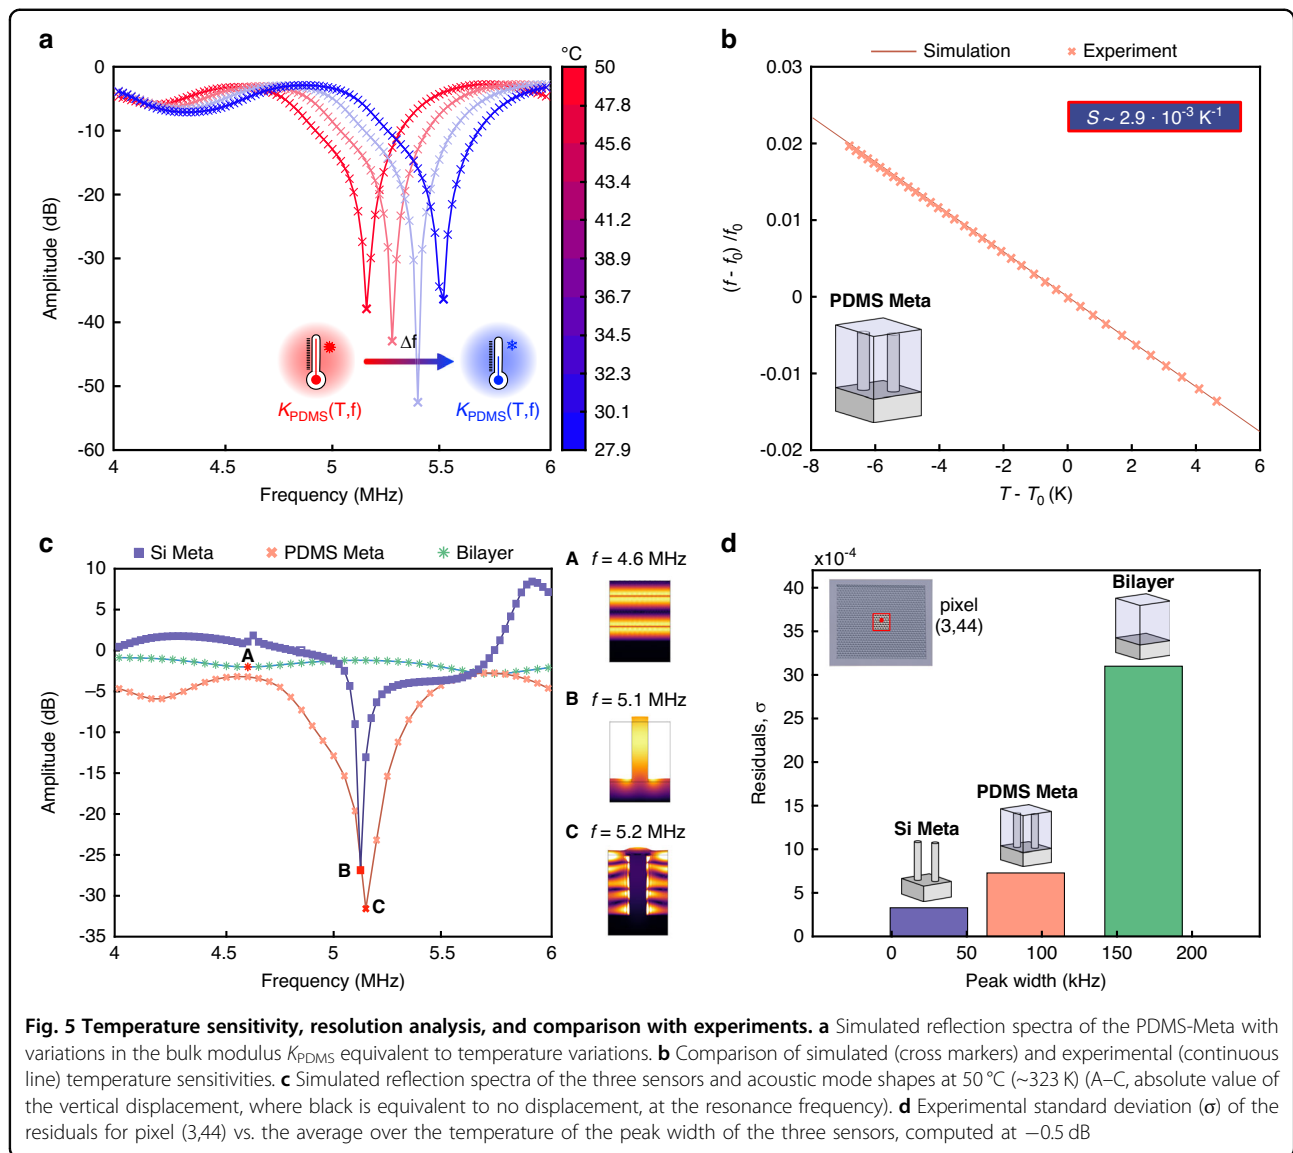 a
°C
0
-10
-20
-30
-40
-50
-60
Amplitude (dB)
4
4.5
5
5.5
6
Frequency (MHz)
Δf
K_PDMS(T,f)
K_PDMS(T,f)
50
47.8
45.6
43.4
41.2
39
36.7
34.5
32.3
30.1
27.9
b
Simulation
Experiment
0.03
0.02
0.01
0
-0.01
-0.02
(f - f₀) /f₀
S ~ 2.9 · 10⁻³ K⁻¹
PDMS Meta
-8
-6
-4
-2
0
2
4
6
T - T₀ (K)
c
Si Meta
PDMS Meta
Bilayer
10
5
0
−5
-10
-15
-20
-25
-30
-35
Amplitude (dB)
A
B
C
4
4.5
5
5.5
6
Frequency (MHz)
A f = 4.6 MHz
B f = 5.1 MHz
C f = 5.2 MHz
d
x10⁻⁴
40
35
30
25
20
15
10
5
0
Residuals, σ
pixel
(3,44)
Bilayer
PDMS Meta
Si Meta
0
50
100
150
200
Peak width (kHz)
Fig. 5 Temperature sensitivity, resolution analysis, and comparison with experiments. a Simulated reflection spectra of the PDMS-Meta with
variations in the bulk modulus K_PDMS equivalent to temperature variations. b Comparison of simulated (cross markers) and experimental (continuous
line) temperature sensitivities. c Simulated reflection spectra of the three sensors and acoustic mode shapes at 50 °C (~323 K) (A–C, absolute value of
the vertical displacement, where black is equivalent to no displacement, at the resonance frequency). d Experimental standard deviation (σ) of the
residuals for pixel (3,44) vs. the average over the temperature of the peak width of the three sensors, computed at −0.5 dB